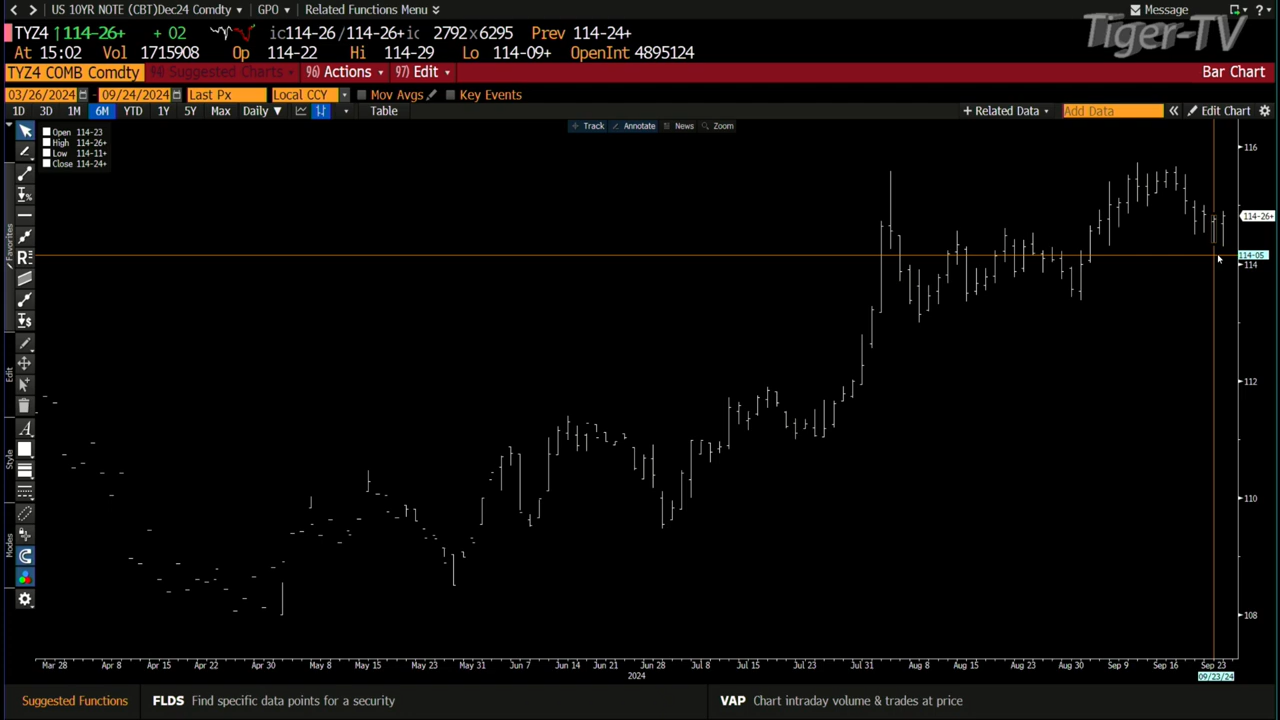 < > US 10YR NOTE (CBT)Dec24 Comdty ▾ GPO ▾ Related Functions Menu Message ?
Tiger-TV
TYZ4 ↑114-26+ + 02 ic114-26/114-26+ic 2792x6295 Prev 114-24+
At 15:02 Vol 1715908 Op 114-22 Hi 114-29 Lo 114-09+ OpenInt 4895124
TYZ4 COMB Comdty 94) Suggested Charts 96) Actions 97) Edit Bar Chart
03/26/2024 - 09/24/2024 Last Px Local CCY Mov Avgs Key Events
1D 3D 1M 6M YTD 1Y 5Y Max Daily ▼ Table + Related Data Add Data « Edit Chart
Track Annotate News Zoom
Open 114-23
High 114-26+
Low 114-11+
Close 114-24+
Favorites
Edit
Style
Modes
116
114-26+
114-05
114
112
110
108
Mar 28 Apr 8 Apr 15 Apr 22 Apr 30 May 8 May 15 May 23 May 31 Jun 7 Jun 14 Jun 21 Jun 28 Jul 8 Jul 15 Jul 23 Jul 31 Aug 8 Aug 15 Aug 23 Aug 30 Sep 9 Sep 16 Sep 23
2024
09/23/24
Suggested Functions FLDS Find specific data points for a security VAP Chart intraday volume & trades at price